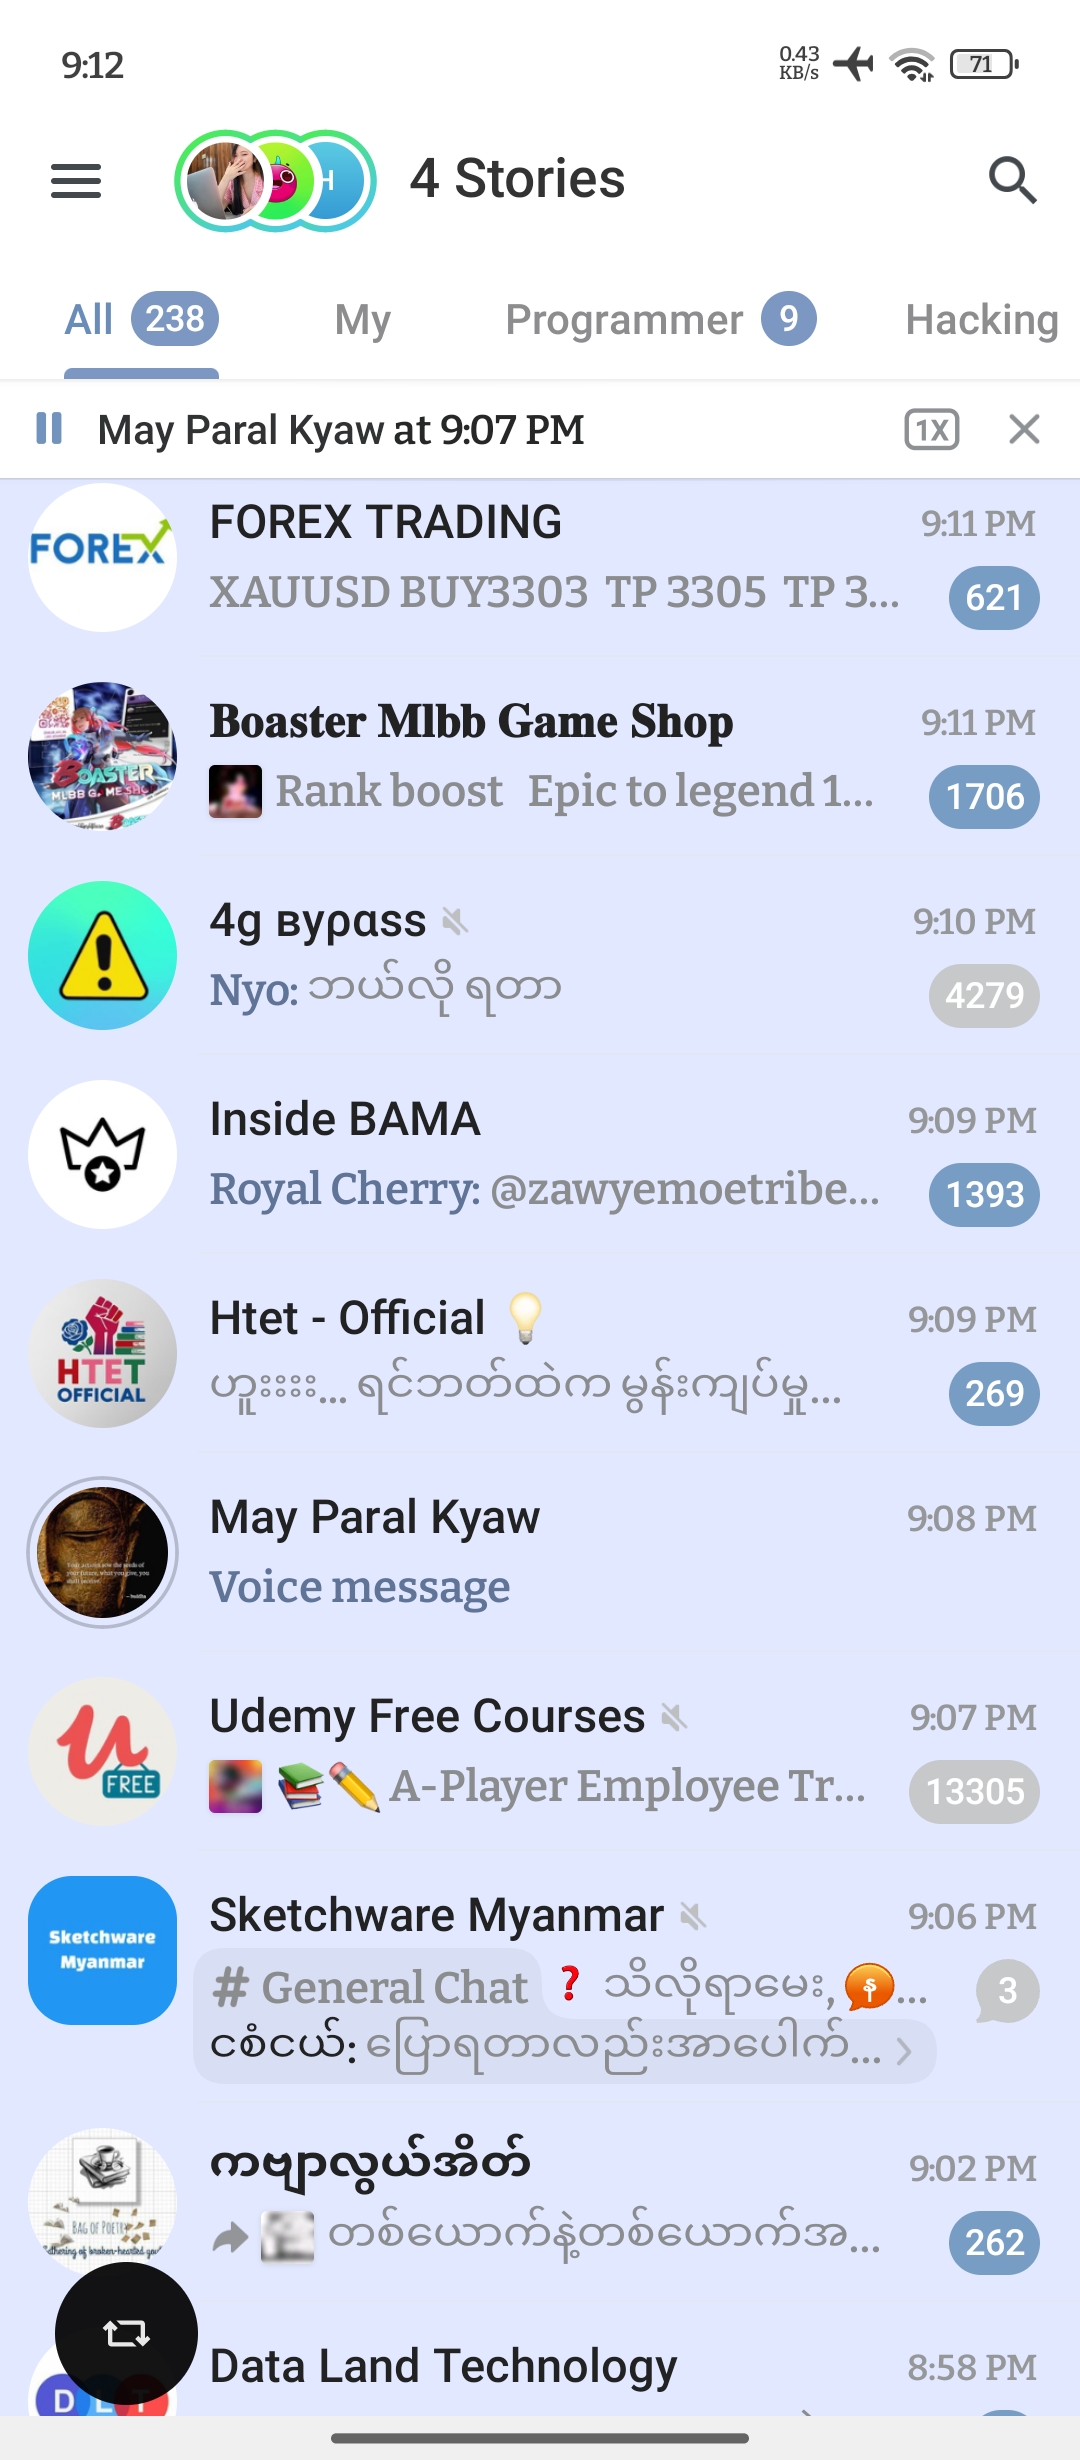 9:12
0.43 KB/s
71
H
4 Stories
All 238
My
Programmer 9
Hacking
May Paral Kyaw at 9:07 PM
1X
FOREX
FOREX TRADING
9:11 PM
XAUUSD BUY3303 TP 3305 TP 3...
621
BOASTER
Boaster Mlbb Game Shop
9:11 PM
Rank boost Epic to legend 1...
1706
4g вyραss
9:10 PM
Nyo: ဘယ်လို ရတာ
4279
Inside BAMA
9:09 PM
Royal Cherry: @zawyemoetribe...
1393
HTET
OFFICIAL
Htet - Official 💡
9:09 PM
ဟူးးးး... ရင်ဘတ်ထဲက မွန်းကျပ်မှု...
269
May Paral Kyaw
9:08 PM
Voice message
FREE
Udemy Free Courses
9:07 PM
📚✏️ A-Player Employee Tr...
13305
Sketchware
Myanmar
Sketchware Myanmar
9:06 PM
# General Chat ❓ သိလိုရာမေး, န...
3
ငစံငယ်: ပြောရတာလည်းအာပေါက်...
BAG OF POETRY
ကဗျာလွယ်အိတ်
9:02 PM
တစ်ယောက်နဲ့တစ်ယောက်အ...
262
D L T
Data Land Technology
8:58 PM